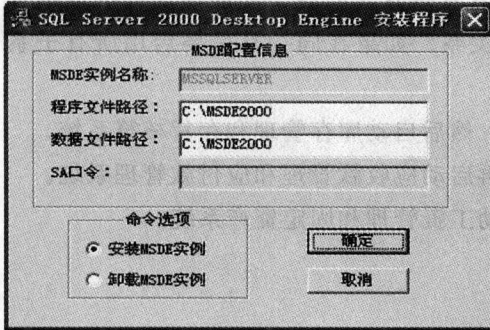 SQL Server 2000 Desktop Engine 安装程序
MSDE配置信息
MSDE实例名称:
MSSQLSERVER
程序文件路径:
C:\MSDE2000
数据文件路径:
C:\MSDE2000
SA口令:
命令选项
安装MSDE实例
卸载MSDE实例
确定
取消